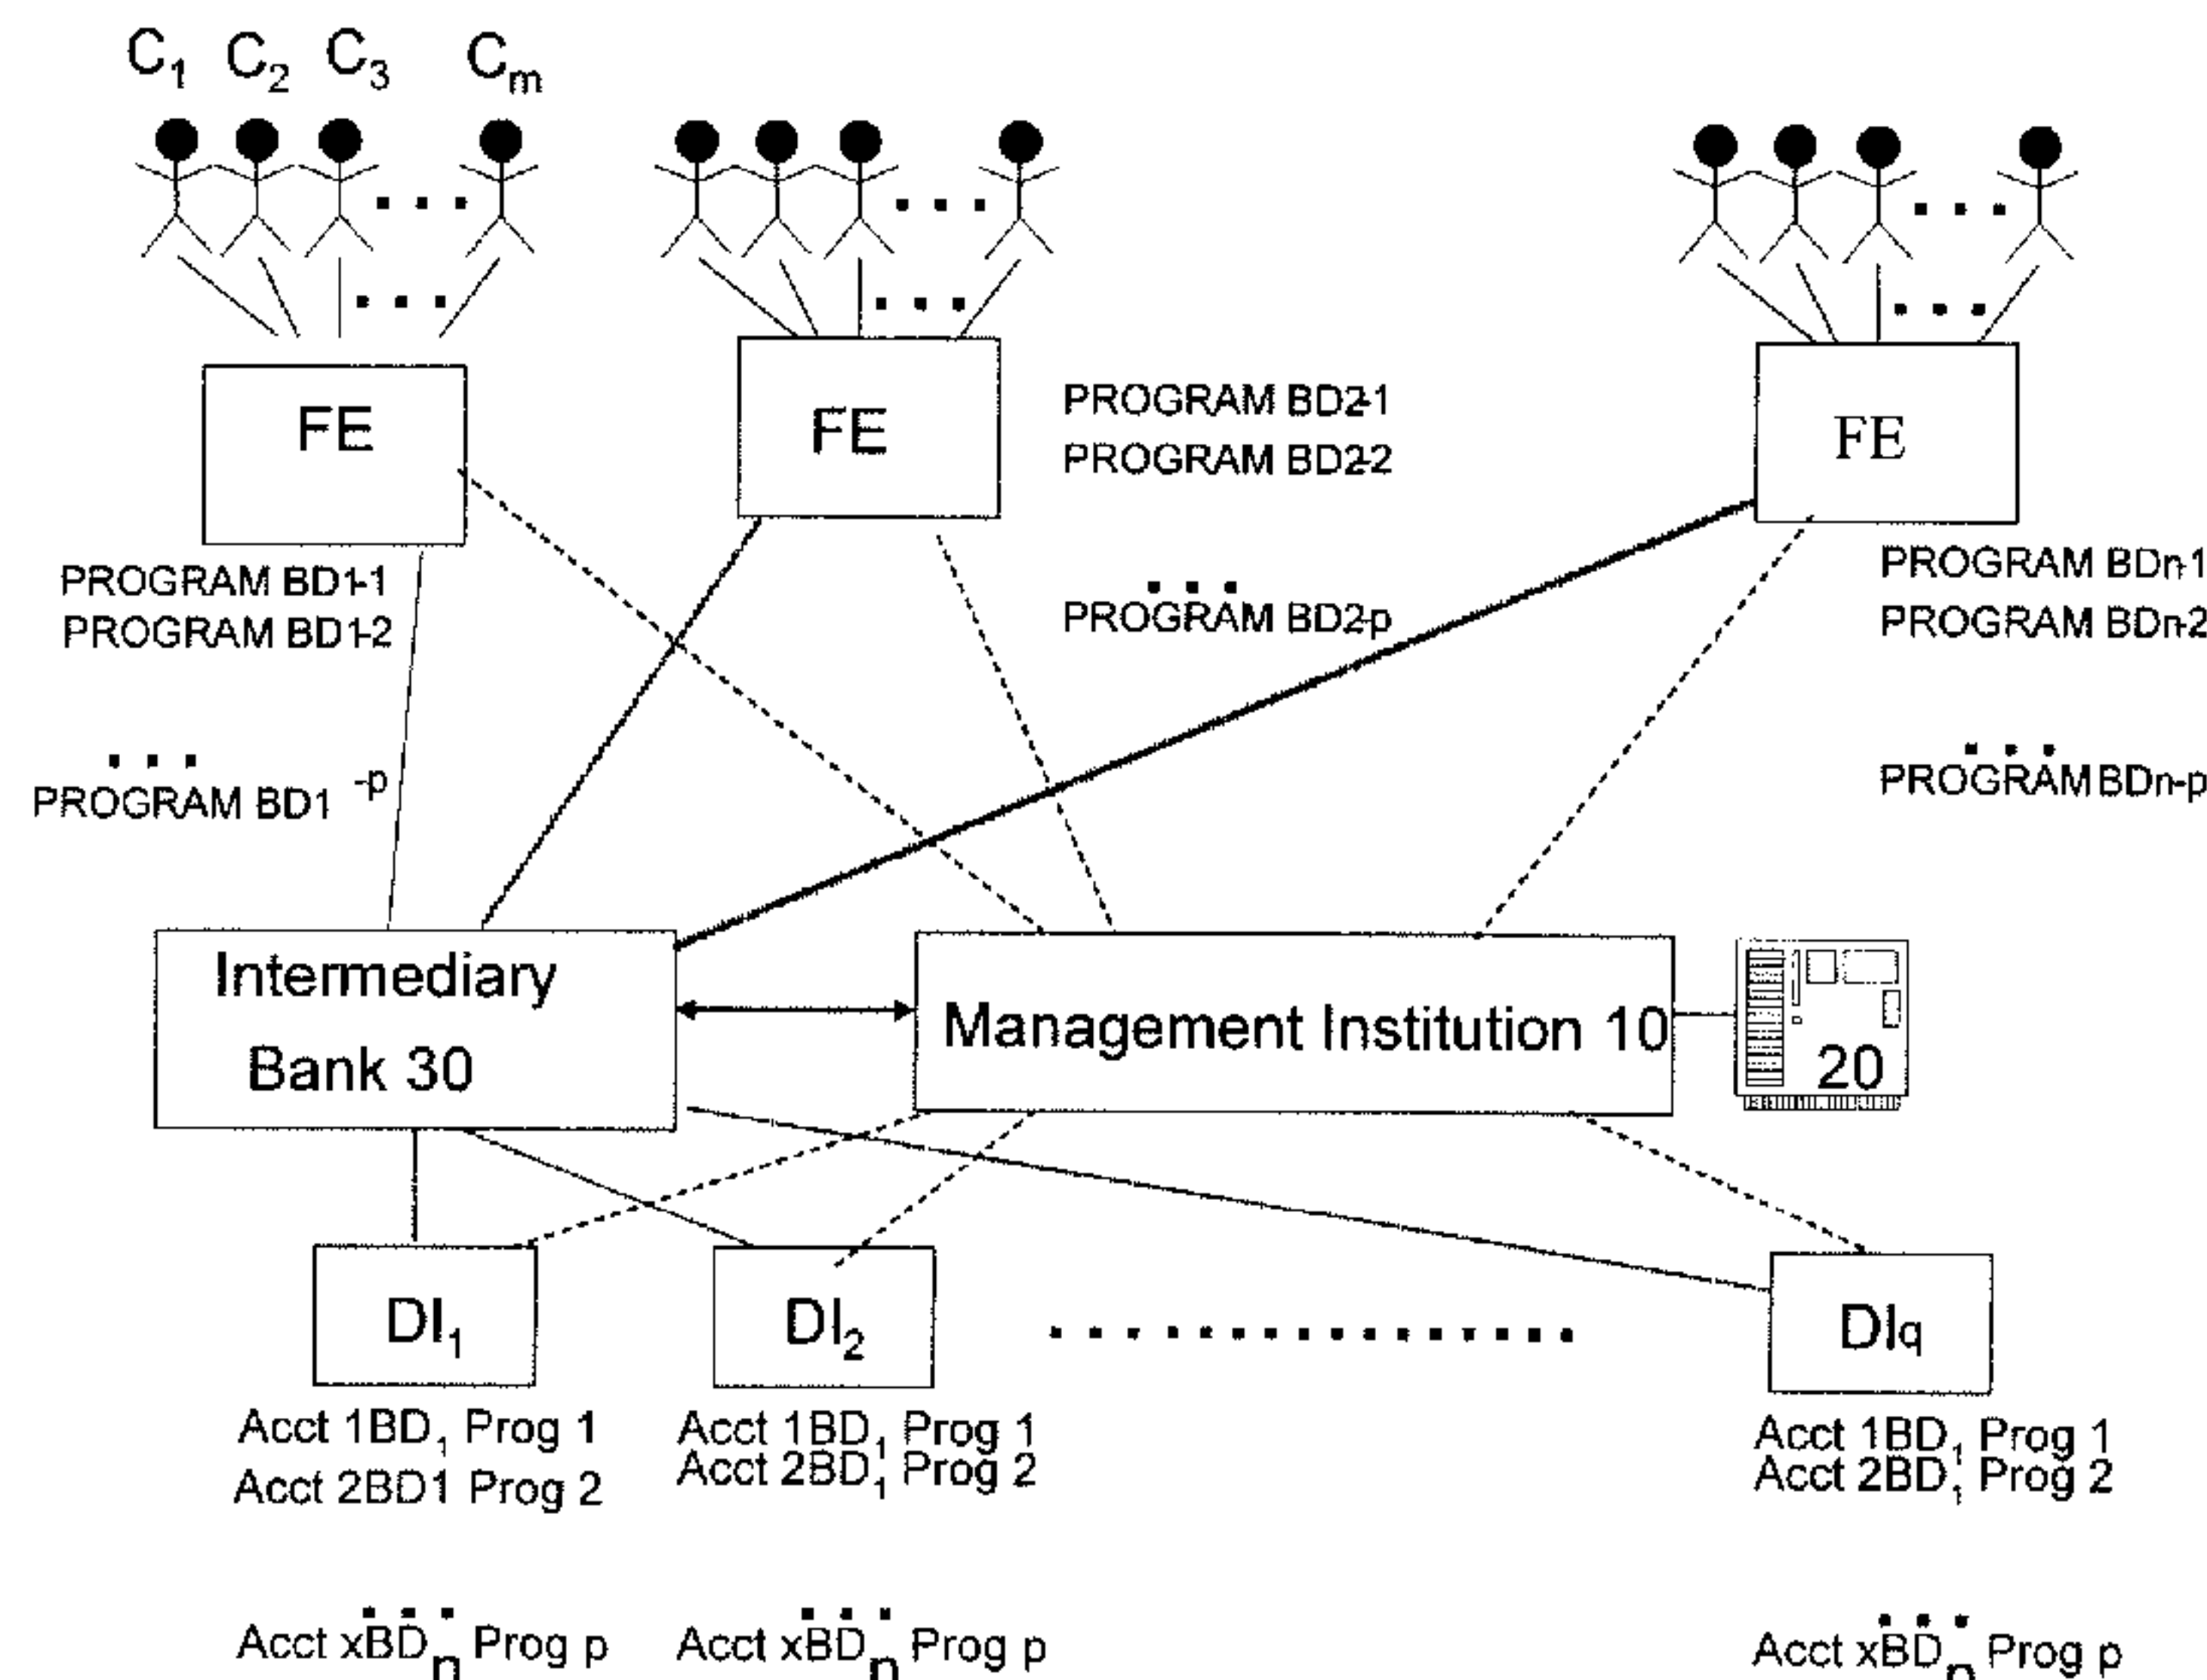 C1 C2 C3 Cm
FE
FE
FE
PROGRAM BD2-1
PROGRAM BD2-2
PROGRAM BD2-p
PROGRAM BD1-1
PROGRAM BD1-2
PROGRAM BD1 -p
PROGRAM BDn-1
PROGRAM BDn-2
PROGRAM BDn-p
Intermediary
Bank 30
Management Institution 10
20
DI1
DI2
DIq
Acct 1BD1 Prog 1
Acct 2BD1 Prog 2
Acct xBDn Prog p
Acct 1BD1 Prog 1
Acct 2BD1 Prog 2
Acct xBDn Prog p
Acct 1BD1 Prog 1
Acct 2BD1 Prog 2
Acct xBDn Prog p